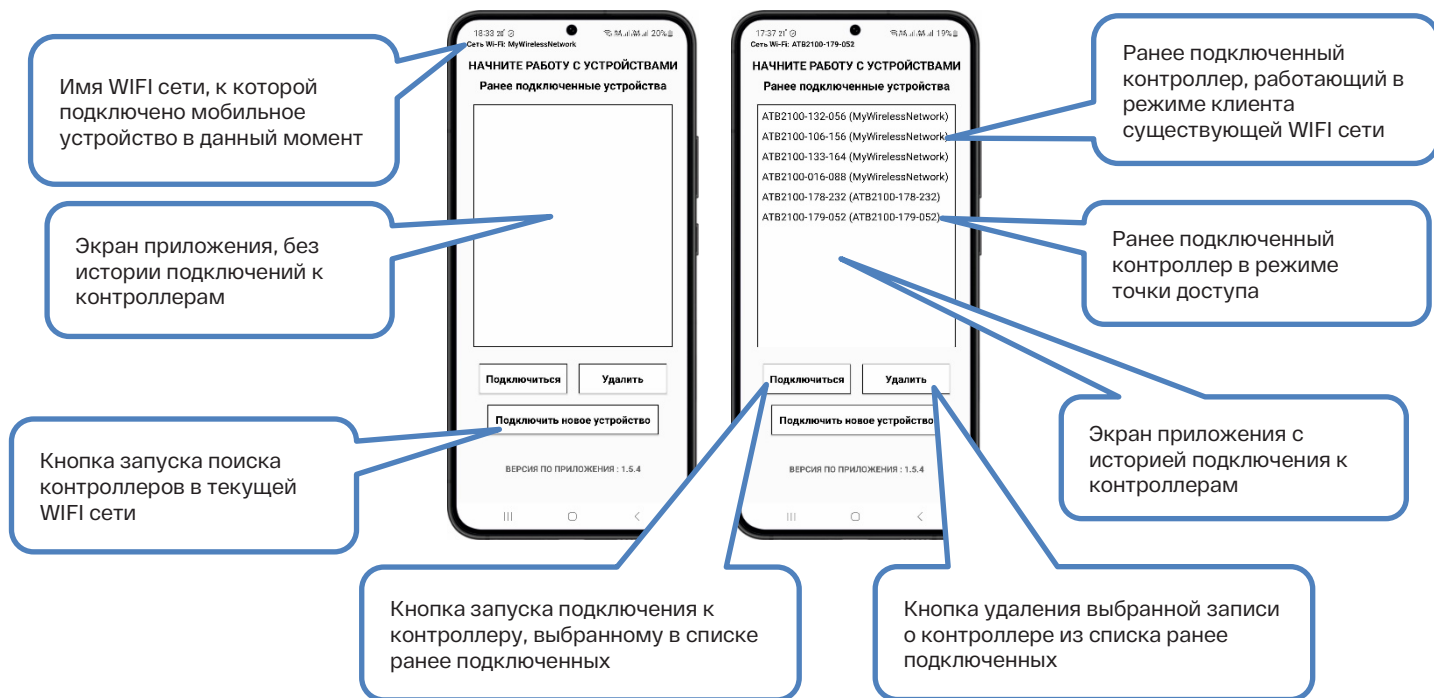 Имя WIFI сети, к которой
подключено мобильное
устройство в данный момент
Экран приложения, без
истории подключений к
контроллерам
Кнопка запуска поиска
контроллеров в текущей
WIFI сети
18:33
20%
Сеть Wi-Fi: MyWirelessNetwork
НАЧНИТЕ РАБОТУ С УСТРОЙСТВАМИ
Ранее подключенные устройства
Подключиться
Удалить
Подключить новое устройство
ВЕРСИЯ ПО ПРИЛОЖЕНИЯ : 1.5.4
17:37 21°
19%
Сеть Wi-Fi: ATB2100-179-052
НАЧНИТЕ РАБОТУ С УСТРОЙСТВАМИ
Ранее подключенные устройства
ATB2100-132-056 (MyWirelessNetwork)
ATB2100-106-156 (MyWirelessNetwork)
ATB2100-133-164 (MyWirelessNetwork)
ATB2100-016-088 (MyWirelessNetwork)
ATB2100-178-232 (ATB2100-178-232)
ATB2100-179-052 (ATB2100-179-052)
Подключиться
Удалить
Подключить новое устройство
ВЕРСИЯ ПО ПРИЛОЖЕНИЯ : 1.5.4
Ранее подключенный
контроллер, работающий в
режиме клиента
существующей WIFI сети
Ранее подключенный
контроллер в режиме
точки доступа
Экран приложения с
историей подключения к
контроллерам
Кнопка запуска подключения к
контроллеру, выбранному в списке
ранее подключенных
Кнопка удаления выбранной записи
о контроллере из списка ранее
подключенных